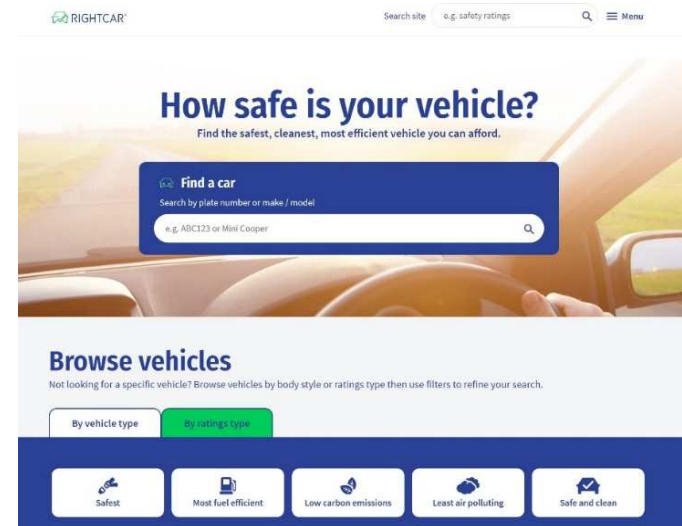 RIGHTCAR
Search site
e.g. safety ratings
Menu
How safe is your vehicle?
Find the safest, cleanest, most efficient vehicle you can afford.
Find a car
Search by plate number or make / model
e.g. ABC123 or Mini Cooper
Browse vehicles
Not looking for a specific vehicle? Browse vehicles by body style or ratings type then use filters to refine your search.
By vehicle type
By ratings type
Safest
Most fuel efficient
Low carbon emissions
Least air polluting
Safe and clean